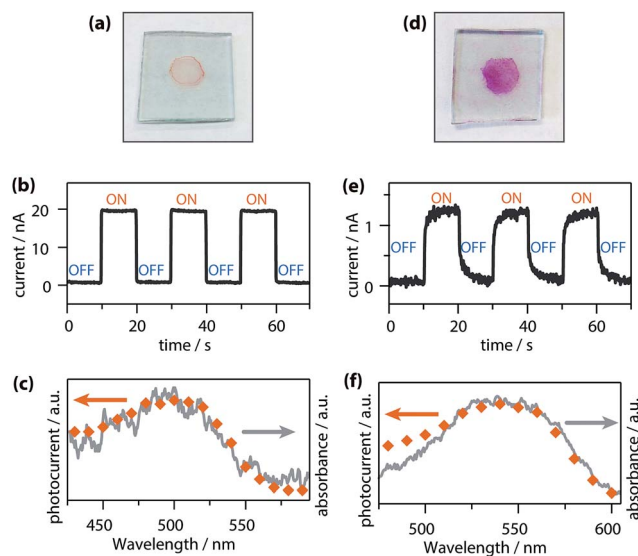 (a)
(d)
(b)
current / nA
20
10
0
ON ON ON
OFF OFF OFF OFF
0 20 40 60
time / s
(e)
current / nA
1
0
ON ON ON
OFF OFF OFF OFF
0 20 40 60
time / s
(c)
photocurrent / a.u.
absorbance / a.u.
450 500 550
Wavelength / nm
(f)
photocurrent / a.u.
absorbance / a.u.
500 550 600
Wavelength / nm